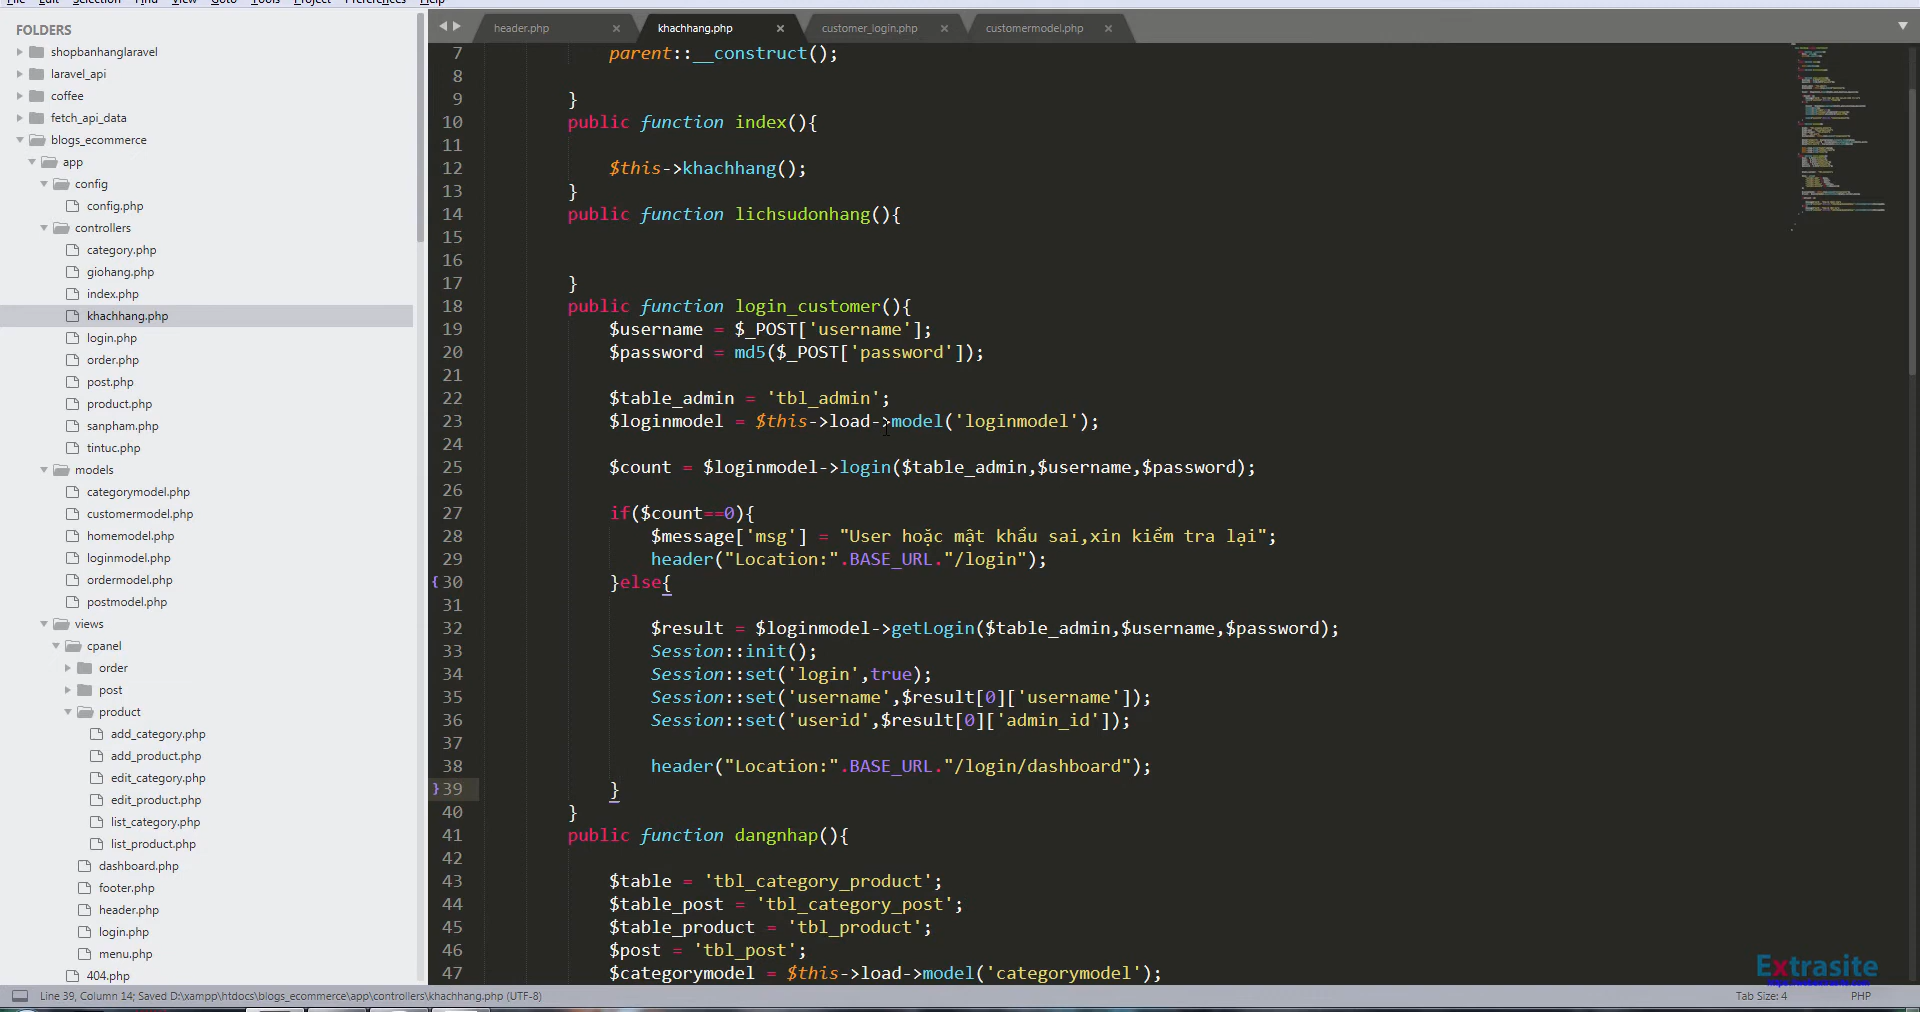 File Edit Selection Find View Goto Tools Project Preferences Help
FOLDERS
shopbanhanglaravel
laravel_api
coffee
fetch_api_data
blogs_ecommerce
app
config
config.php
controllers
category.php
giohang.php
index.php
khachhang.php
login.php
order.php
post.php
product.php
sanpham.php
tintuc.php
models
categorymodel.php
customermodel.php
homemodel.php
loginmodel.php
ordermodel.php
postmodel.php
views
cpanel
order
post
product
add_category.php
add_product.php
edit_category.php
edit_product.php
list_category.php
list_product.php
dashboard.php
footer.php
header.php
login.php
menu.php
404.php
header.php khachhang.php customer_login.php customermodel.php
7 parent::__construct();
8
9 }
10 public function index(){
11
12 $this->khachhang();
13 }
14 public function lichsudonhang(){
15
16
17 }
18 public function login_customer(){
19 $username = $_POST['username'];
20 $password = md5($_POST['password']);
21
22 $table_admin = 'tbl_admin';
23 $loginmodel = $this->load->model('loginmodel');
24
25 $count = $loginmodel->login($table_admin,$username,$password);
26
27 if($count==0){
28 $message['msg'] = "User hoặc mật khẩu sai,xin kiểm tra lại";
29 header("Location:".BASE_URL."/login");
30 }else{
31
32 $result = $loginmodel->getLogin($table_admin,$username,$password);
33 Session::init();
34 Session::set('login',true);
35 Session::set('username',$result[0]['username']);
36 Session::set('userid',$result[0]['admin_id']);
37
38 header("Location:".BASE_URL."/login/dashboard");
39 }
40 }
41 public function dangnhap(){
42
43 $table = 'tbl_category_product';
44 $table_post = 'tbl_category_post';
45 $table_product = 'tbl_product';
46 $post = 'tbl_post';
47 $categorymodel = $this->load->model('categorymodel');
Extrasite
Line 39, Column 14; Saved D:\xampp\htdocs\blogs_ecommerce\app\controllers\khachhang.php (UTF-8)
Tab Size: 4 PHP